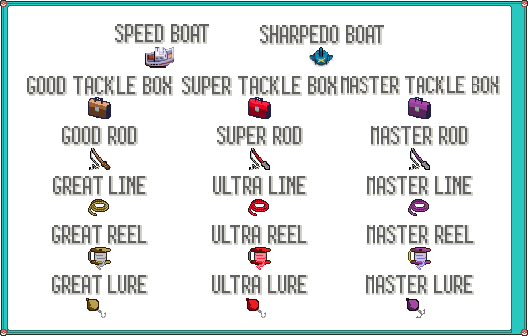 SPEED BOAT SHARPEDO BOAT
GOOD TACKLE BOX SUPER TACKLE BOX MASTER TACKLE BOX
GOOD ROD SUPER ROD MASTER ROD
GREAT LINE ULTRA LINE MASTER LINE
GREAT REEL ULTRA REEL MASTER REEL
GREAT LURE ULTRA LURE MASTER LURE